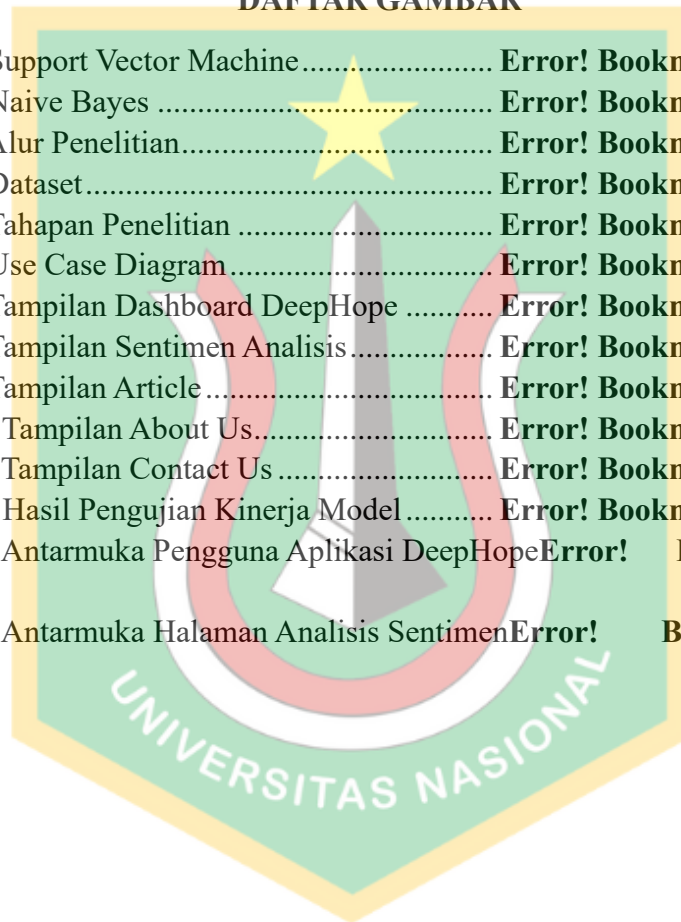 DAFTAR GAMBAR
Support Vector Machine...................... Error! Bookm
Naive Bayes ....................................... Error! Bookm
Alur Penelitian.................................... Error! Bookm
Dataset............................................... Error! Bookm
Tahapan Penelitian ............................. Error! Bookm
Use Case Diagram............................... Error! Bookm
Tampilan Dashboard DeepHope .......... Error! Bookm
Tampilan Sentimen Analisis................ Error! Bookm
Tampilan Article................................. Error! Bookm
Tampilan About Us............................ Error! Bookm
Tampilan Contact Us ......................... Error! Bookm
Hasil Pengujian Kinerja Model .......... Error! Bookm
Antarmuka Pengguna Aplikasi DeepHopeError!
Antarmuka Halaman Analisis SentimenError! B
UNIVERSITAS NASIONAL